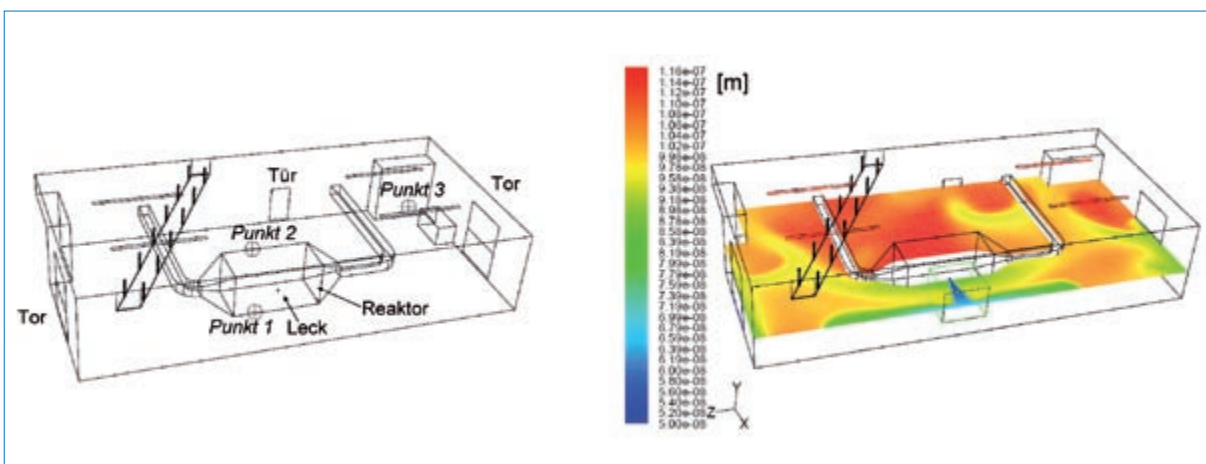 Tür
Punkt 3
Tor
Punkt 2
Reaktor
Tor
Punkt 1
Leck
[m]
1.16e-07
1.14e-07
1.12e-07
1.10e-07
1.08e-07
1.06e-07
1.04e-07
1.02e-07
9.98e-08
9.78e-08
9.58e-08
9.38e-08
9.18e-08
8.98e-08
8.78e-08
8.58e-08
8.39e-08
8.19e-08
7.99e-08
7.79e-08
7.59e-08
7.39e-08
7.19e-08
6.99e-08
6.79e-08
6.59e-08
6.39e-08
6.19e-08
6.00e-08
5.80e-08
5.60e-08
5.40e-08
5.20e-08
5.00e-08
Y
Z
X